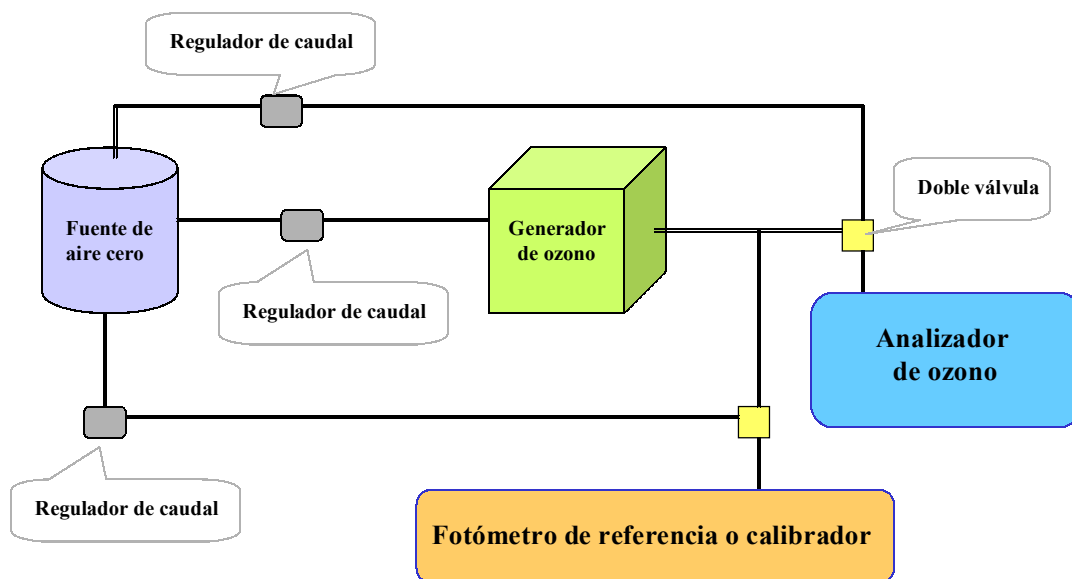 Regulador de caudal
Doble válvula
Fuente de
aire cero
Generador
de ozono
Regulador de caudal
Analizador
de ozono
Regulador de caudal
Fotómetro de referencia o calibrador